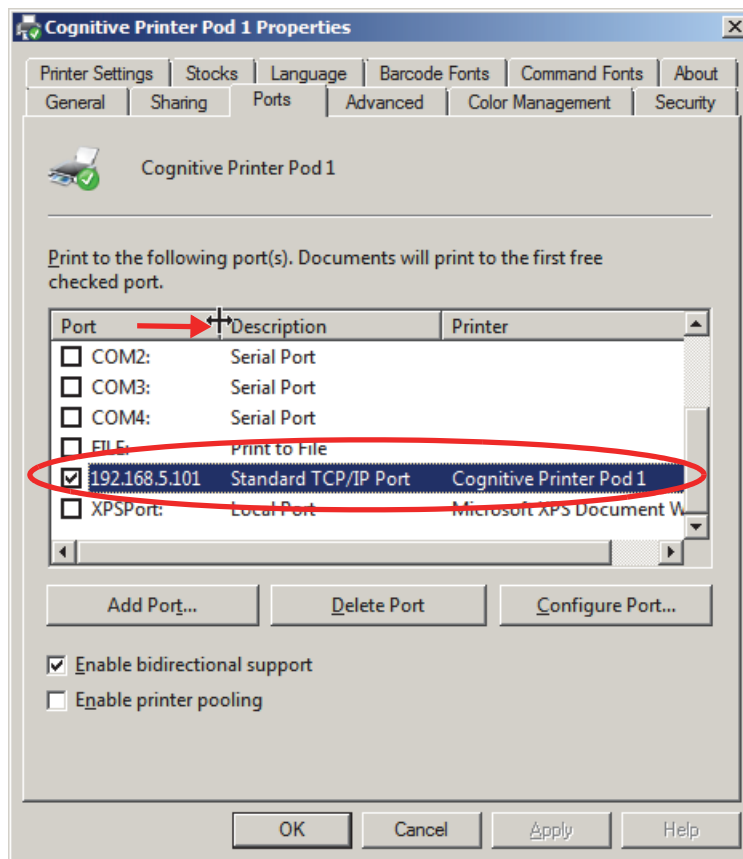 Cognitive Printer Pod 1 Properties
Printer Settings Stocks Language Barcode Fonts Command Fonts About
General Sharing Ports Advanced Color Management Security
Cognitive Printer Pod 1
Print to the following port(s). Documents will print to the first free
checked port.
Port Description Printer
COM2: Serial Port
COM3: Serial Port
COM4: Serial Port
FILE: Print to File
192.168.5.101 Standard TCP/IP Port Cognitive Printer Pod 1
XPSPort: Local Port Microsoft XPS Document W
Add Port... Delete Port Configure Port...
Enable bidirectional support
Enable printer pooling
OK Cancel Apply Help